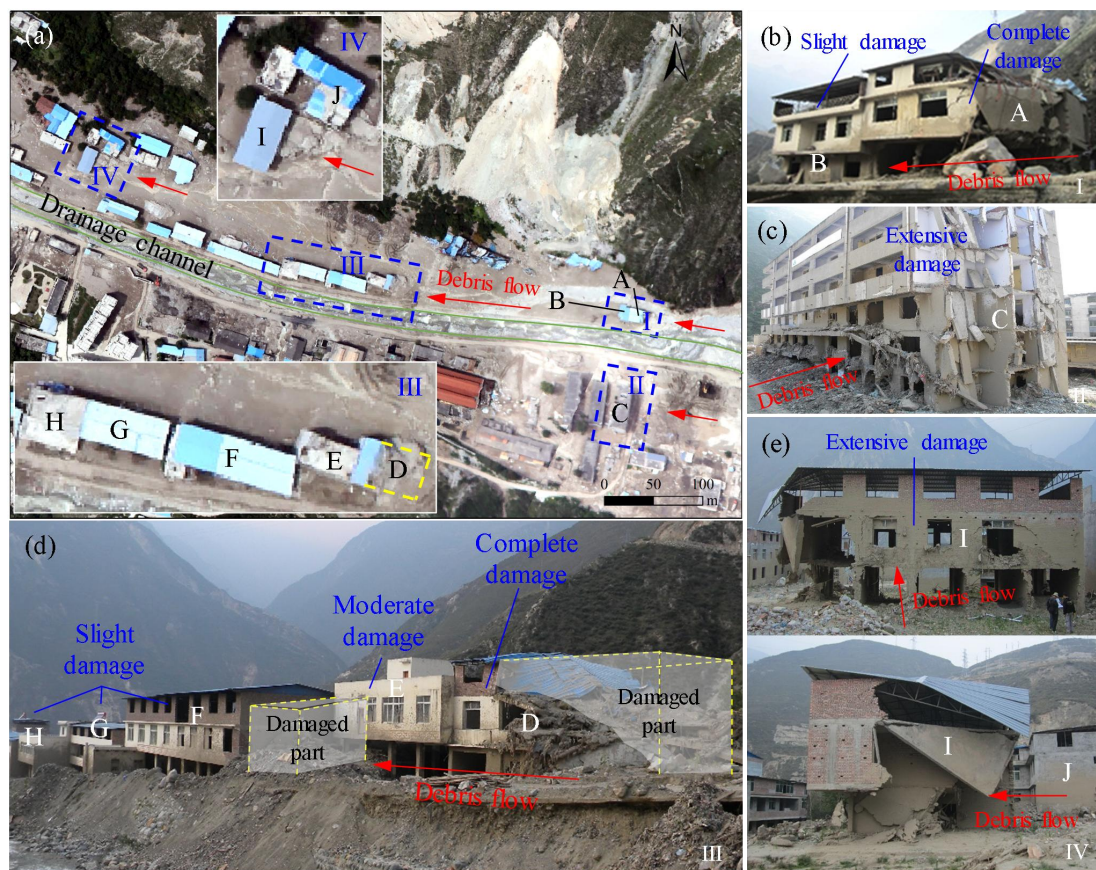 (a)
N
IV
J
I
IV
Drainage channel
III
Debris flow
A
B
I
III
H
G
F
E
D
II
C
0 50 100
m
(b)
Slight damage
Complete
damage
A
B
Debris flow
I
(c)
Extensive
damage
C
Debris flow
II
(d)
Complete
damage
Moderate
damage
Slight
damage
H
G
F
E
D
Damaged
part
Damaged
part
Debris flow
III
(e)
Extensive damage
I
Debris flow
I
J
Debris flow
IV